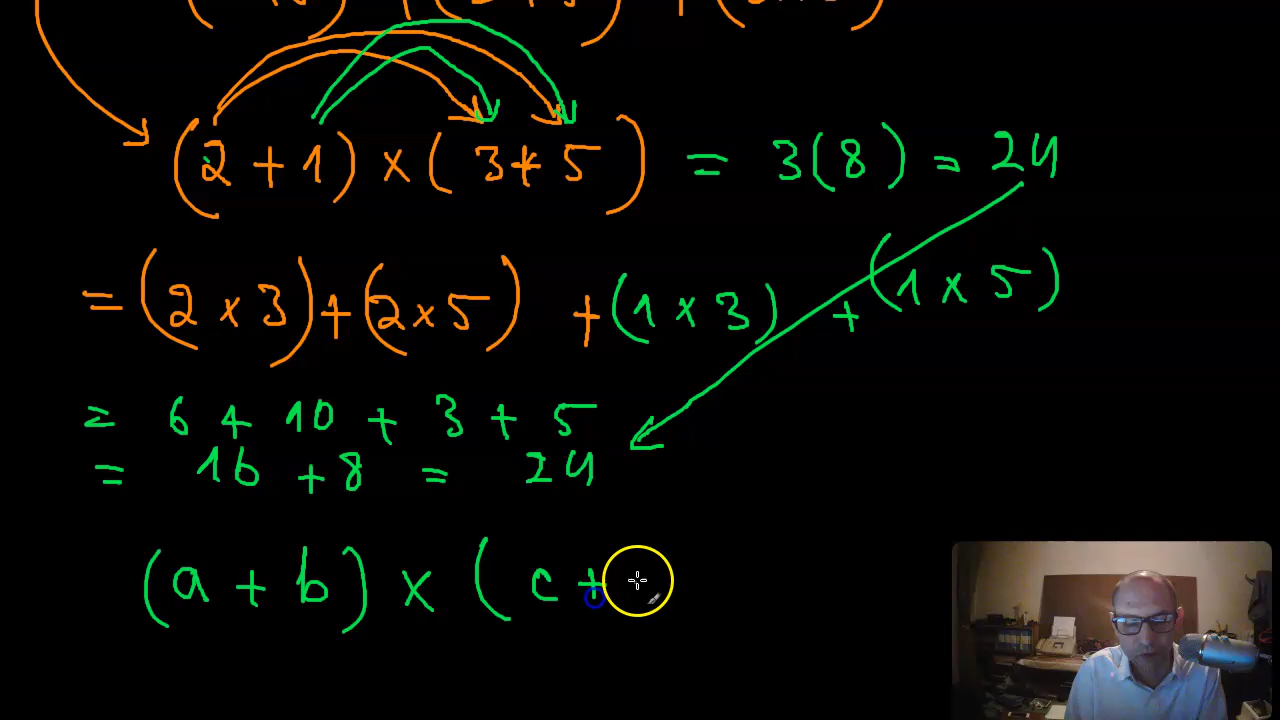 (2 + 1) × (3 + 5) = 3(8) = 24
= (2 × 3) + (2 × 5) + (1 × 3) + (1 × 5)
= 6 + 10 + 3 + 5
= 16 + 8 = 24
(a + b) × (c +